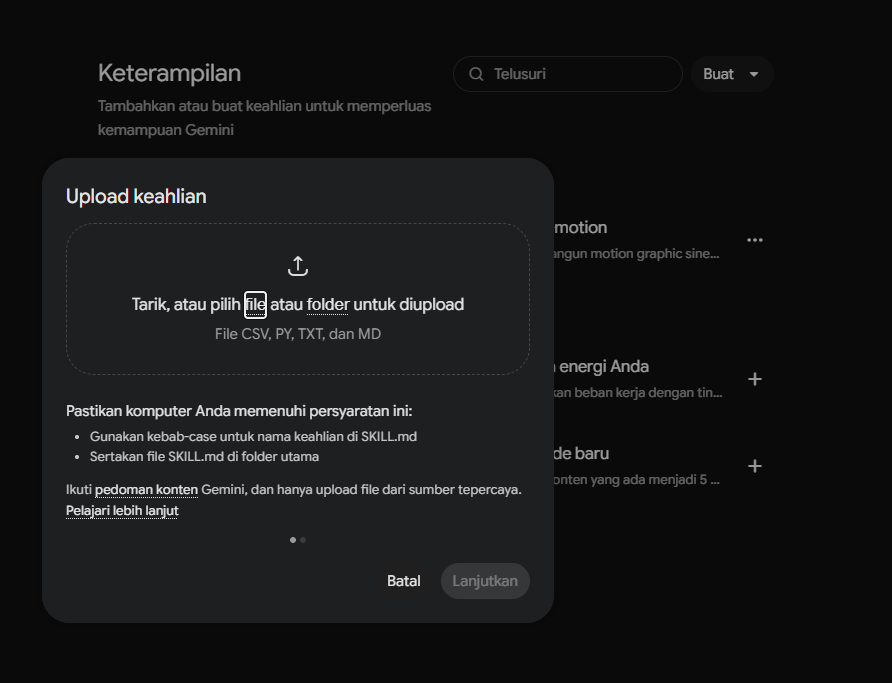 Keterampilan
Telusuri
Buat
Tambahkan atau buat keahlian untuk memperluas
kemampuan Gemini
Upload keahlian
Tarik, atau pilih file atau folder untuk diupload
File CSV, PY, TXT, dan MD
Pastikan komputer Anda memenuhi persyaratan ini:
• Gunakan kebab-case untuk nama keahlian di SKILL.md
• Sertakan file SKILL.md di folder utama
Ikuti pedoman konten Gemini, dan hanya upload file dari sumber tepercaya.
Pelajari lebih lanjut
Batal
Lanjutkan
motion
motion graphic sine...
energi Anda
beban kerja dengan tin...
baru
yang ada menjadi 5 ...